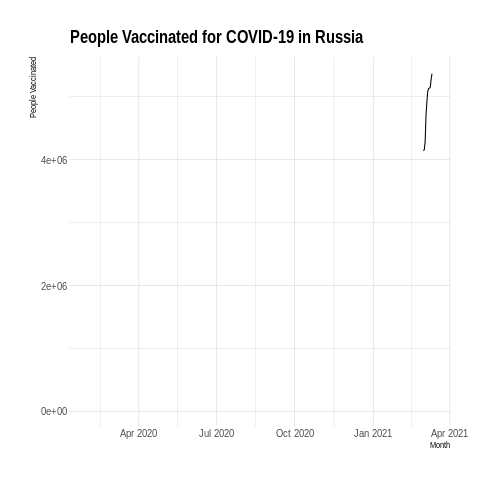 People Vaccinated for COVID-19 in Russia
People Vaccinated
4e+06
2e+06
0e+00
Apr 2020 Jul 2020 Oct 2020 Jan 2021 Apr 2021
Month